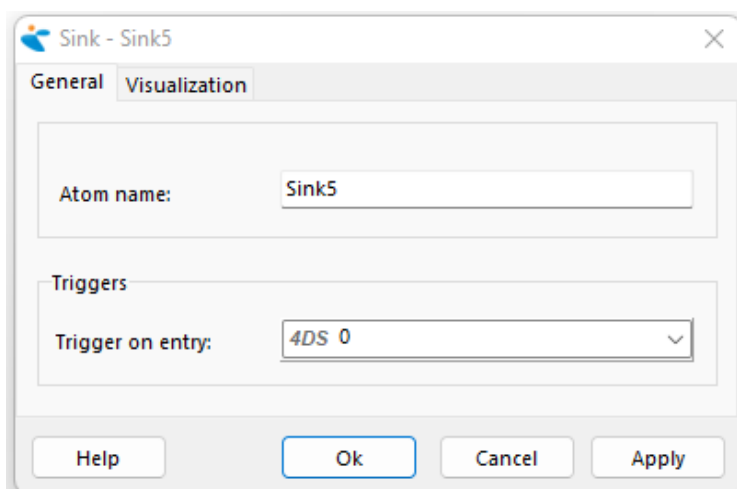 Sink - Sink5
General Visualization
Atom name: Sink5
Triggers
Trigger on entry: 4DS 0
Help Ok Cancel Apply